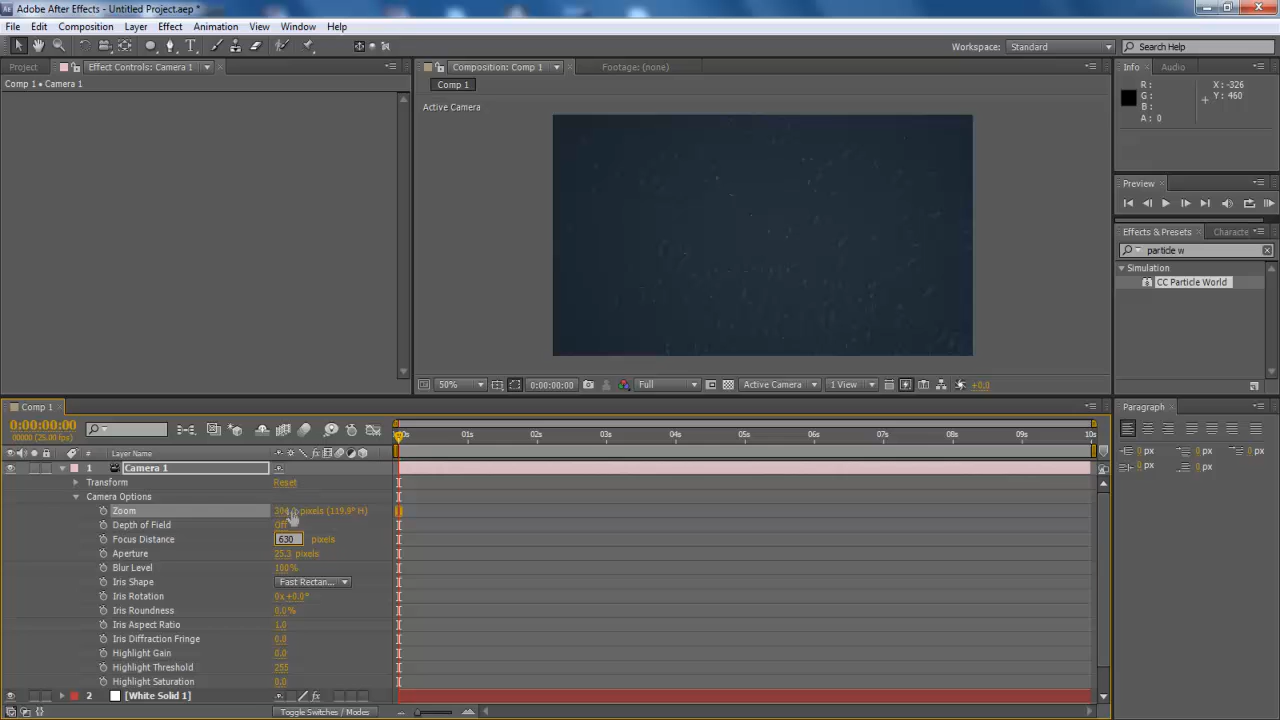 Adobe After Effects - Untitled Project.aep *
File Edit Composition Layer Effect Animation View Window Help
Workspace: Standard Search Help
Project Effect Controls: Camera 1 Composition: Comp 1 Footage: (none) Info Audio
Comp 1 • Camera 1
Comp 1
Active Camera
R:
G:
B:
A: 0
X: -326
Y: 460
Preview
Effects & Presets Characte
particle w
Simulation
CC Particle World
50% 0:00:00:00 Full Active Camera 1 View +0.0
Comp 1 Paragraph
0:00:00:00
00000 (25.00 fps)
01s 02s 03s 04s 05s 06s 07s 08s 09s 10s
# Layer Name
1 Camera 1
Transform Reset
Camera Options
Zoom pixels (119.8° H)
Depth of Field Off
Focus Distance 630 pixels
Aperture 25.3 pixels
Blur Level 100%
Iris Shape Fast Rectan...
Iris Rotation 0x +0.0°
Iris Roundness 0.0%
Iris Aspect Ratio 1.0
Iris Diffraction Fringe 0.0
Highlight Gain 0.0
Highlight Threshold 255
Highlight Saturation 0.0
2 [White Solid 1]
Toggle Switches / Modes
0 px 0 px 0 px
0 px 0 px